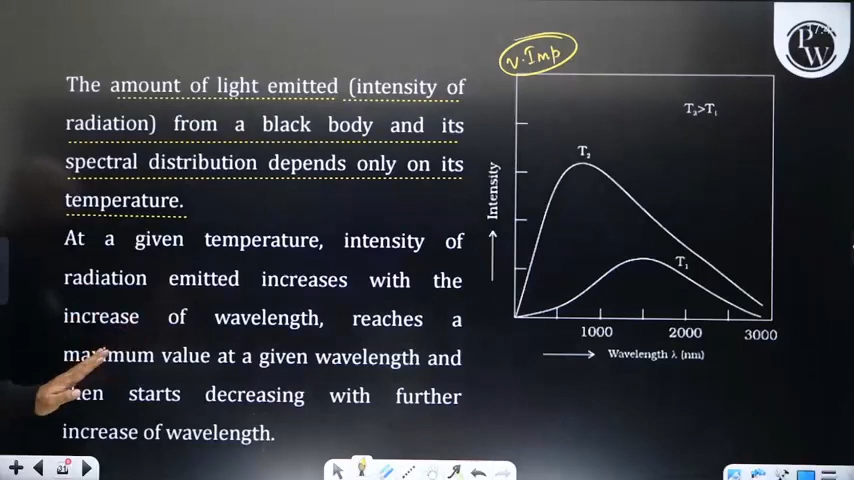 The amount of light emitted (intensity of
radiation) from a black body and its
spectral distribution depends only on its
temperature.
At a given temperature, intensity of
radiation emitted increases with the
increase of wavelength, reaches a
maximum value at a given wavelength and
then starts decreasing with further
increase of wavelength.
V. Imp
P
W
T₂>T₁
T₂
Intensity
T₁
1000 2000 3000
Wavelength λ (nm)